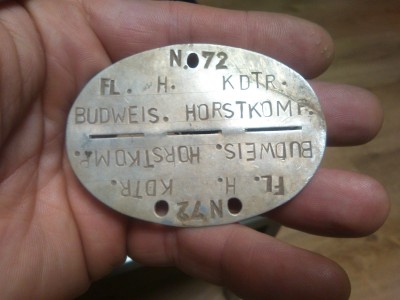 N. 72
FL. H. KDTR.
BUDWEIS. HORSTKOMP.
BUDWEIS. HORSTKOMP.
FL. H. KDTR.
N 72